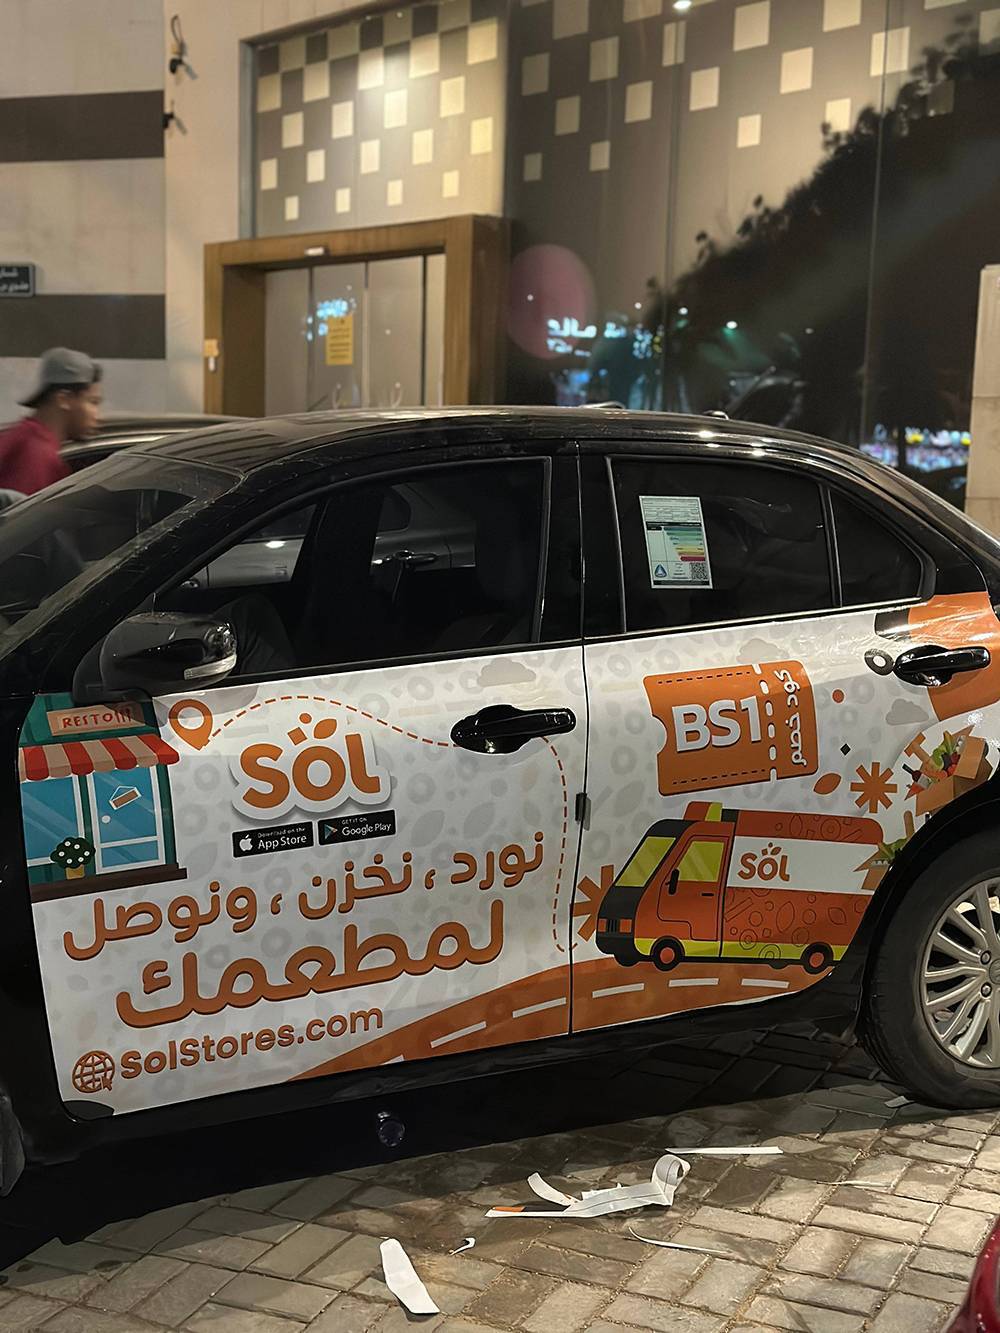 RESTO
sol
Download on the
App Store
GET IT ON
Google Play
نورد، نخزن، ونوصل
لمطعمك
SolStores.com
BS1
كود خصم
sol